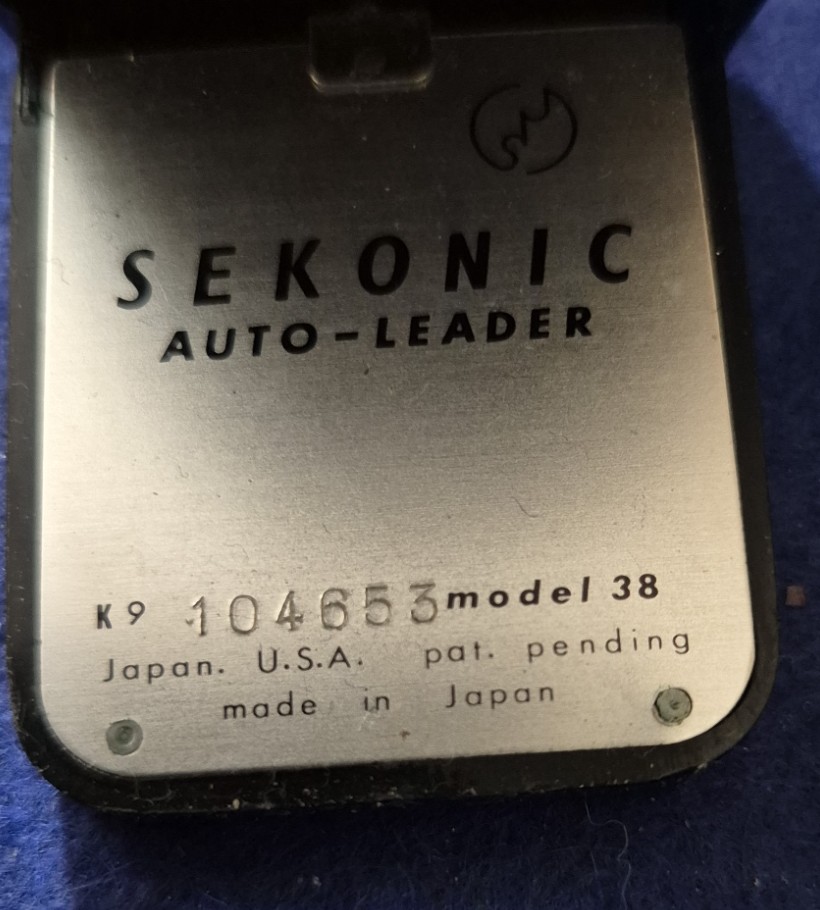 SEKONIC
AUTO-LEADER
K9 104653 model 38
Japan. U.S.A. pat. pending
made in Japan